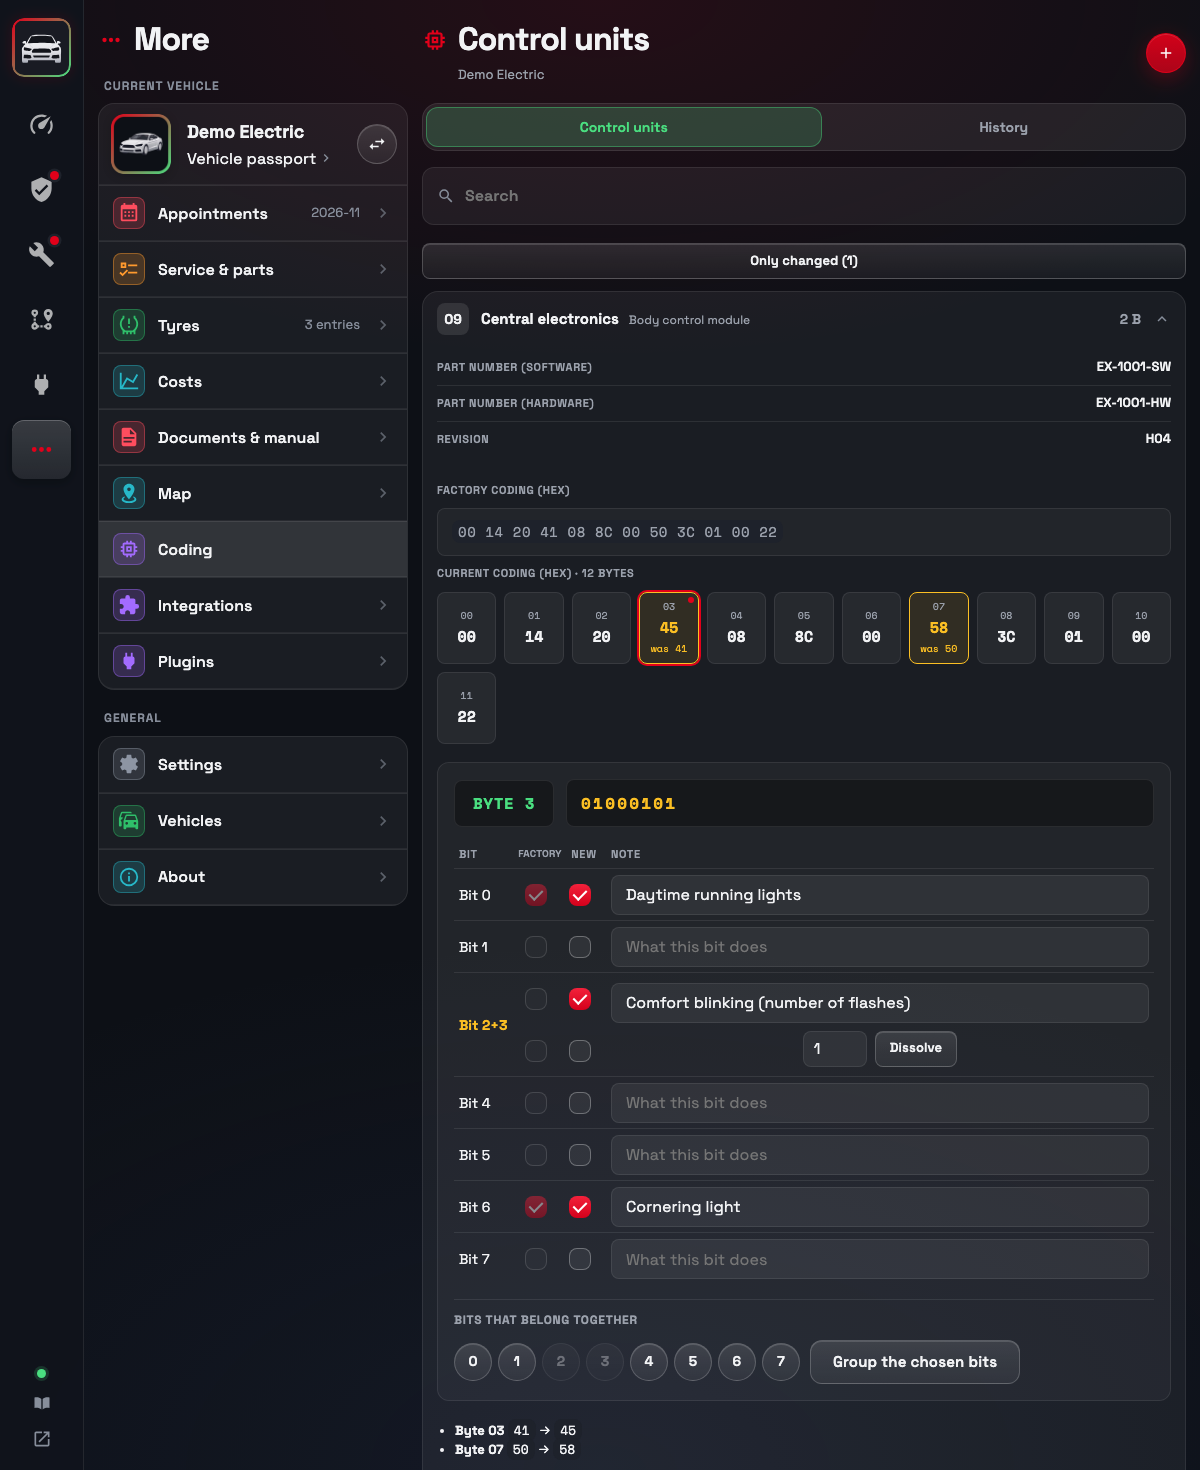 More
CURRENT VEHICLE
Demo Electric
Vehicle passport
Appointments 2026-11
Service & parts
Tyres 3 entries
Costs
Documents & manual
Map
Coding
Integrations
Plugins
GENERAL
Settings
Vehicles
About
Control units
Demo Electric
+
Control units History
Search
Only changed (1)
09 Central electronics Body control module 2 B
PART NUMBER (SOFTWARE) EX-1001-SW
PART NUMBER (HARDWARE) EX-1001-HW
REVISION H04
FACTORY CODING (HEX)
00 14 20 41 08 8C 00 50 3C 01 00 22
CURRENT CODING (HEX) · 12 BYTES
00 01 02 03 04 05 06 07 08 09 10
00 14 20 45 08 8C 00 58 3C 01 00
was 41 was 50
11
22
BYTE 3 01000101
BIT FACTORY NEW NOTE
Bit 0 Daytime running lights
Bit 1 What this bit does
Bit 2+3 Comfort blinking (number of flashes)
1 Dissolve
Bit 4 What this bit does
Bit 5 What this bit does
Bit 6 Cornering light
Bit 7 What this bit does
BITS THAT BELONG TOGETHER
0 1 2 3 4 5 6 7 Group the chosen bits
• Byte 03 41 → 45
• Byte 07 50 → 58